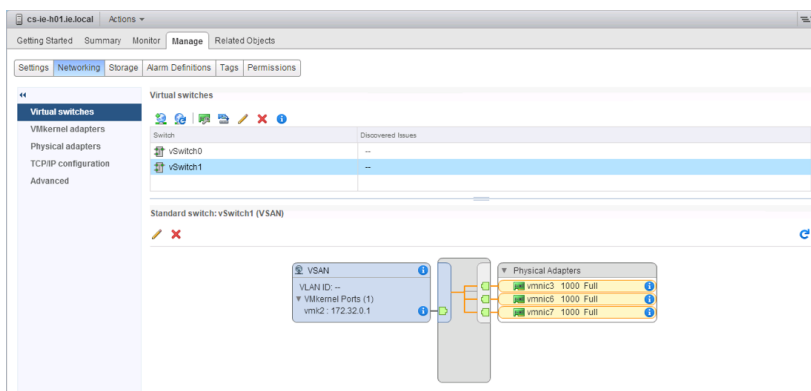 cs-ie-h01.ie.local Actions
Getting Started Summary Monitor Manage Related Objects
Settings Networking Storage Alarm Definitions Tags Permissions
Virtual switches
VMkernel adapters
Physical adapters
TCP/IP configuration
Advanced
Virtual switches
Switch Discovered Issues
vSwitch0 --
vSwitch1 --
Standard switch: vSwitch1 (VSAN)
VSAN
VLAN ID: --
VMkernel Ports (1)
vmk2 : 172.32.0.1
Physical Adapters
vmnic3 1000 Full
vmnic6 1000 Full
vmnic7 1000 Full